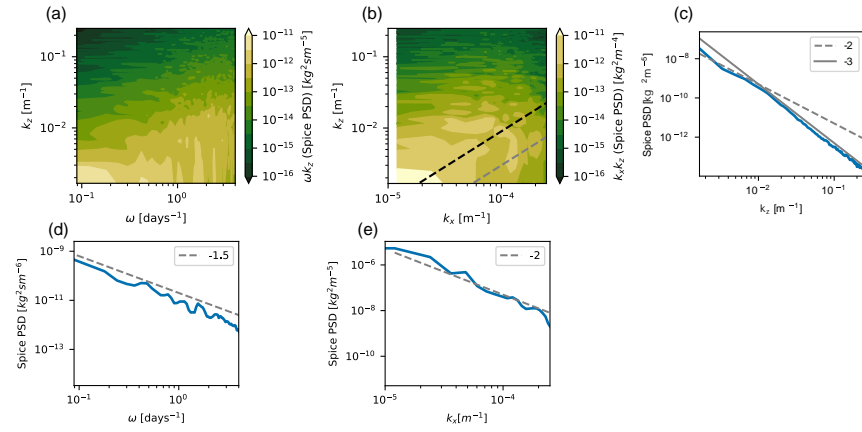 (a)
10⁻¹
10⁻²
k_z [m⁻¹]
10⁻¹
10⁰
ω [days⁻¹]
10⁻¹¹
10⁻¹²
10⁻¹³
10⁻¹⁴
10⁻¹⁵
10⁻¹⁶
ωk_z (Spice PSD) [kg²sm⁻⁵]
(b)
10⁻¹
10⁻²
k_z [m⁻¹]
10⁻⁵
10⁻⁴
k_x [m⁻¹]
10⁻¹¹
10⁻¹²
10⁻¹³
10⁻¹⁴
10⁻¹⁵
10⁻¹⁶
k_xk_z (Spice PSD) [kg²m⁻⁴]
(c)
-2
-3
10⁻⁸
10⁻¹⁰
10⁻¹²
Spice PSD [kg ²m⁻⁵]
10⁻²
10⁻¹
k_z [m⁻¹]
(d)
-1.5
10⁻⁹
10⁻¹¹
10⁻¹³
Spice PSD [kg²sm⁻⁶]
10⁻¹
10⁰
ω [days⁻¹]
(e)
-2
10⁻⁶
10⁻⁸
10⁻¹⁰
Spice PSD [kg²m⁻⁵]
10⁻⁵
10⁻⁴
k_x[m⁻¹]